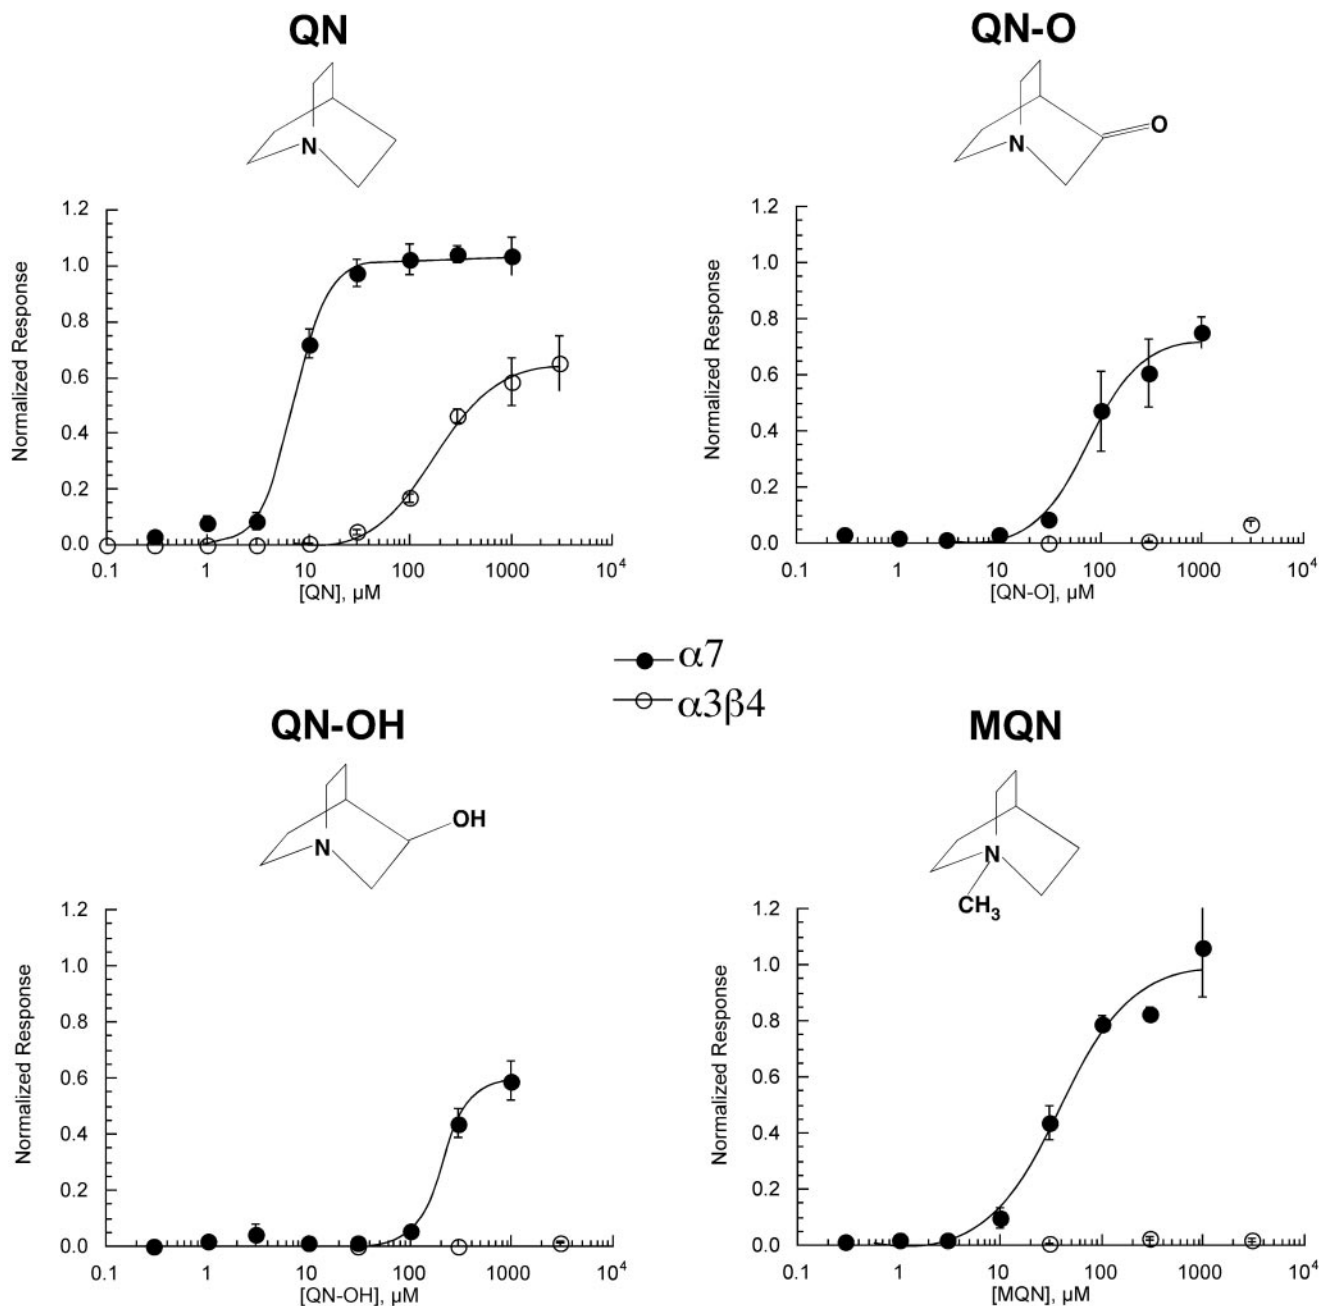 QN
N
1.2
1.0
0.8
0.6
0.4
0.2
0.0
Normalized Response
0.1 1 10 100 1000 10⁴
[QN], µM
QN-O
N
O
1.2
1.0
0.8
0.6
0.4
0.2
0.0
Normalized Response
0.1 1 10 100 1000 10⁴
[QN-O], µM
α7
α3β4
QN-OH
N
OH
1.2
1.0
0.8
0.6
0.4
0.2
0.0
Normalized Response
0.1 1 10 100 1000 10⁴
[QN-OH], µM
MQN
N
CH₃
1.2
1.0
0.8
0.6
0.4
0.2
0.0
Normalized Response
0.1 1 10 100 1000 10⁴
[MQN], µM